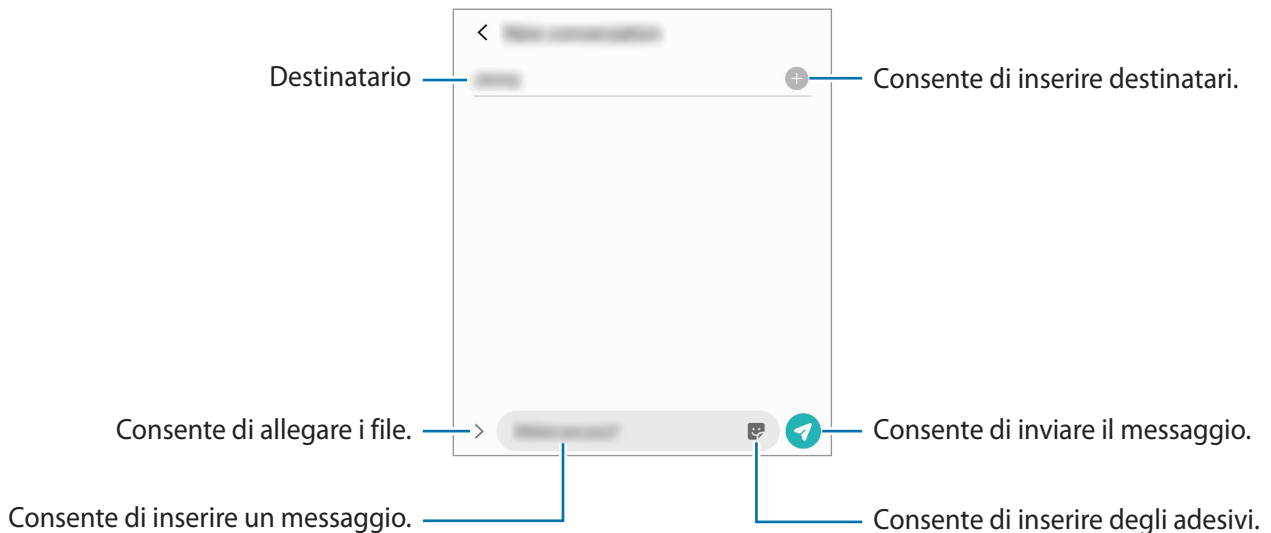 Destinatario
Consente di inserire destinatari.
Consente di allegare i file.
Consente di inviare il messaggio.
Consente di inserire un messaggio.
Consente di inserire degli adesivi.